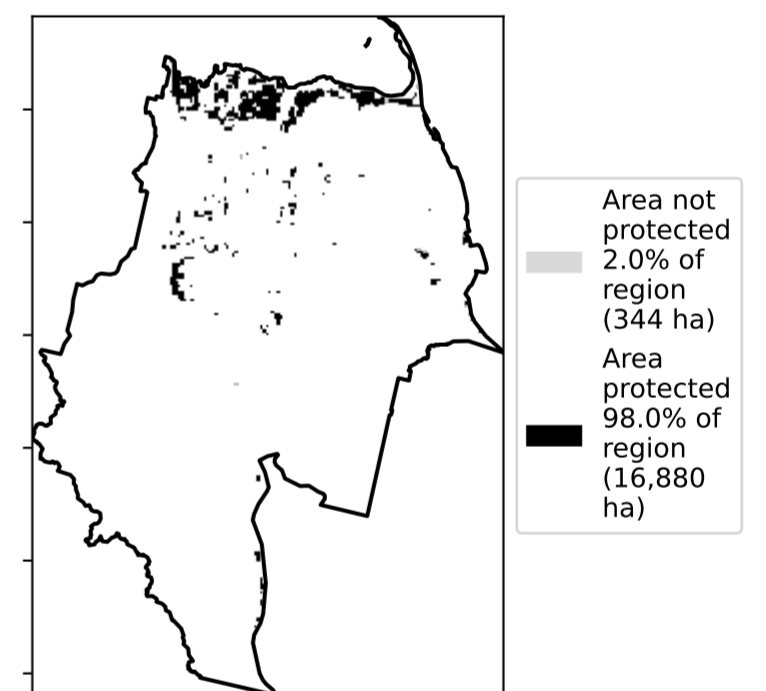 Area not
protected
2.0% of
region
(344 ha)
Area
protected
98.0% of
region
(16,880
ha)